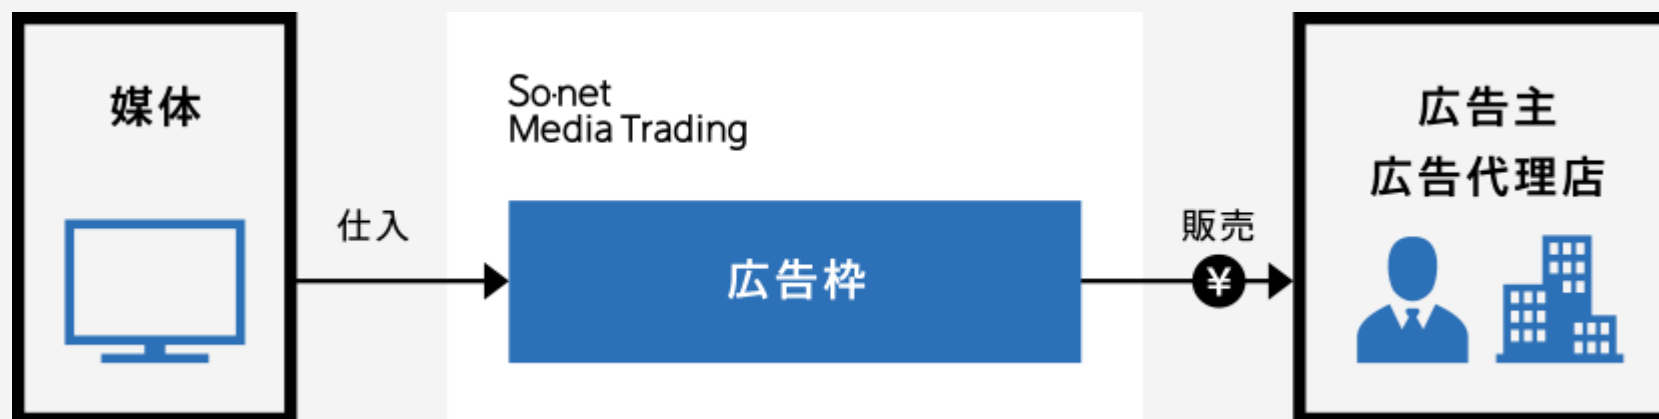 媒体
仕入
So-net
Media Trading
広告枠
販売
¥
広告主
広告代理店